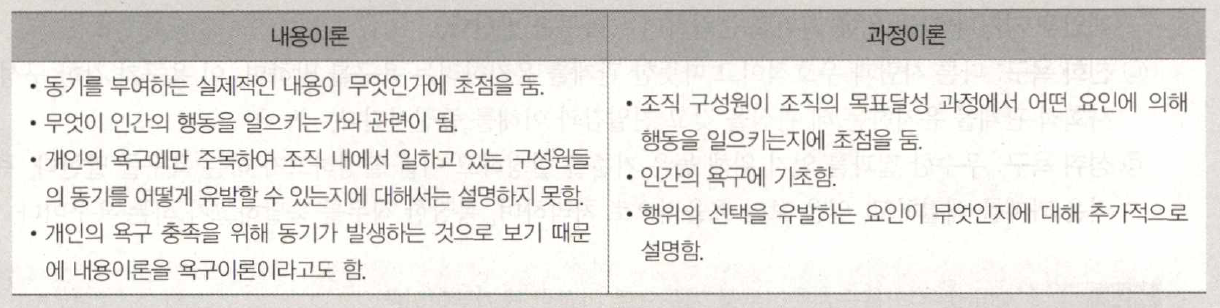 내용이론
• 동기를 부여하는 실제적인 내용이 무엇인가에 초점을 둠.
• 무엇이 인간의 행동을 일으키는가와 관련이 됨.
• 개인의 욕구에만 주목하여 조직 내에서 일하고 있는 구성원들
의 동기를 어떻게 유발할 수 있는지에 대해서는 설명하지 못함.
• 개인의 욕구 충족을 위해 동기가 발생하는 것으로 보기 때문
에 내용이론을 욕구이론이라고도 함.
과정이론
• 조직 구성원이 조직의 목표달성 과정에서 어떤 요인에 의해
행동을 일으키는지에 초점을 둠.
• 인간의 욕구에 기초함.
• 행위의 선택을 유발하는 요인이 무엇인지에 대해 추가적으로
설명함.